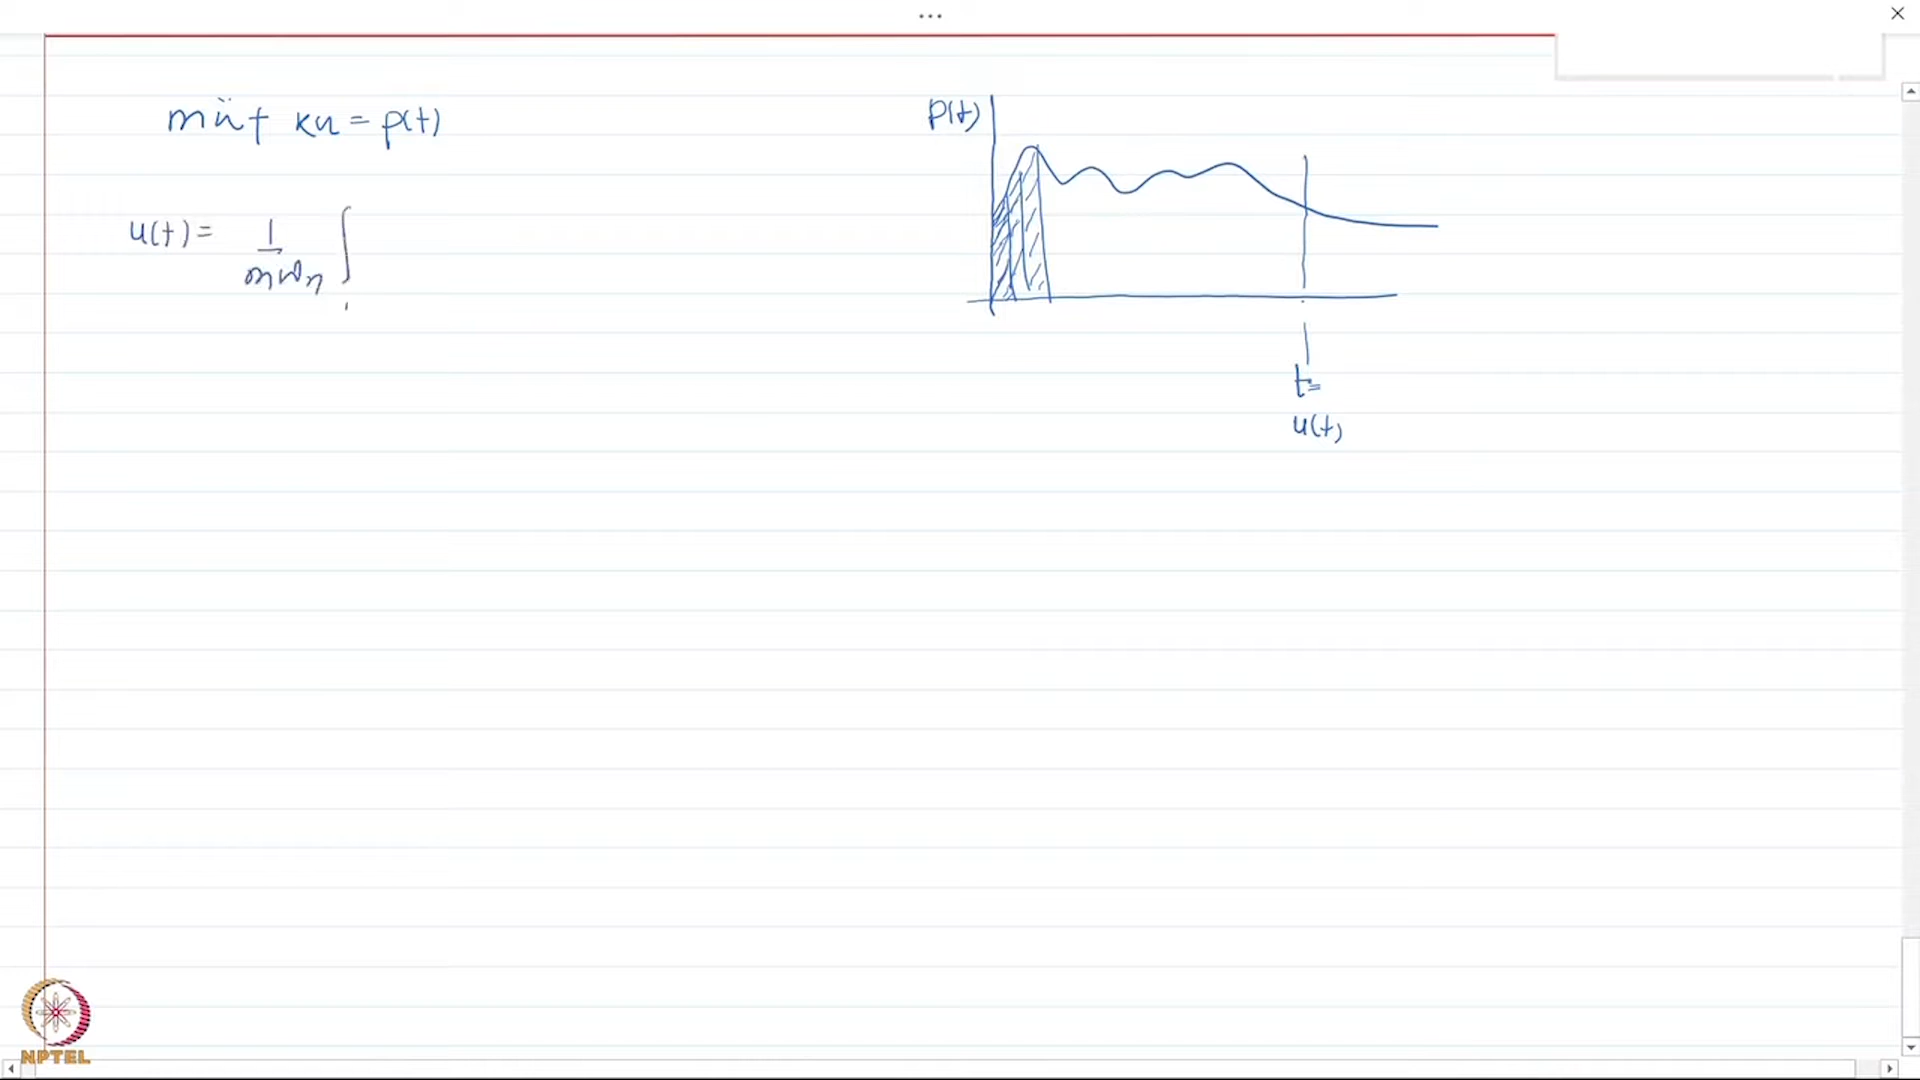 mü + ku = p(t)
u(t) = 1/mωn ∫
p(t)
t=
u(t)
NPTEL